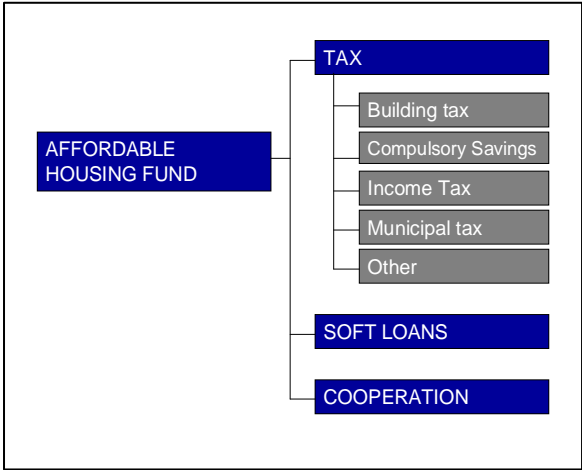 TAX
Building tax
AFFORDABLE
HOUSING FUND
Compulsory Savings
Income Tax
Municipal tax
Other
SOFT LOANS
COOPERATION